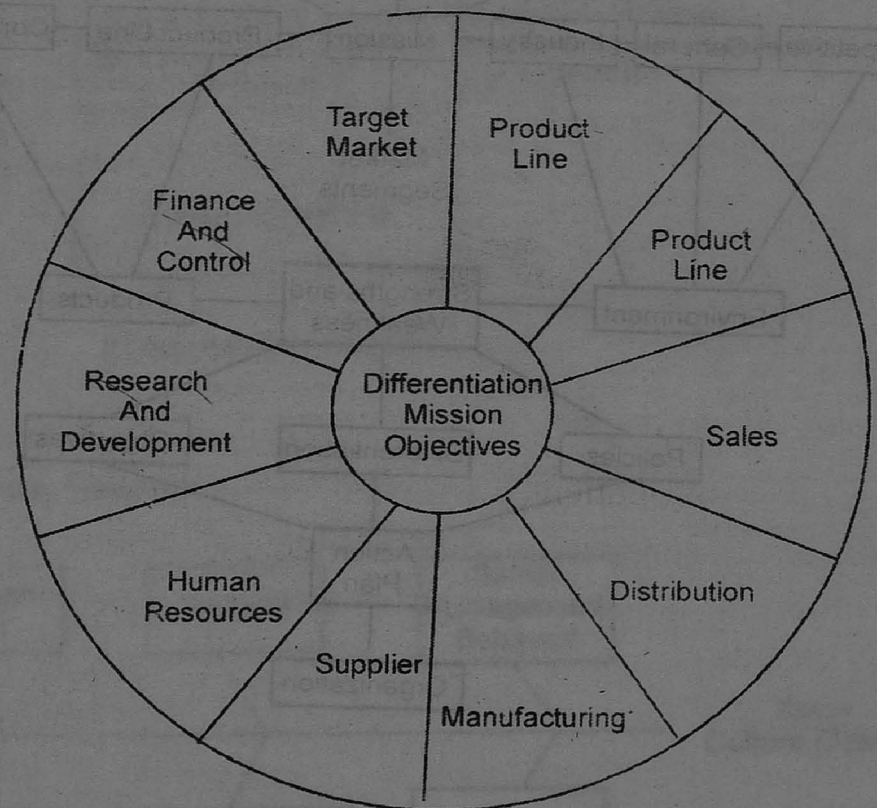 Target
Market
Product
Line
Finance
And
Control
Product
Line
Research
And
Development
Differentiation
Mission
Objectives
Sales
Human
Resources
Distribution
Supplier
Manufacturing